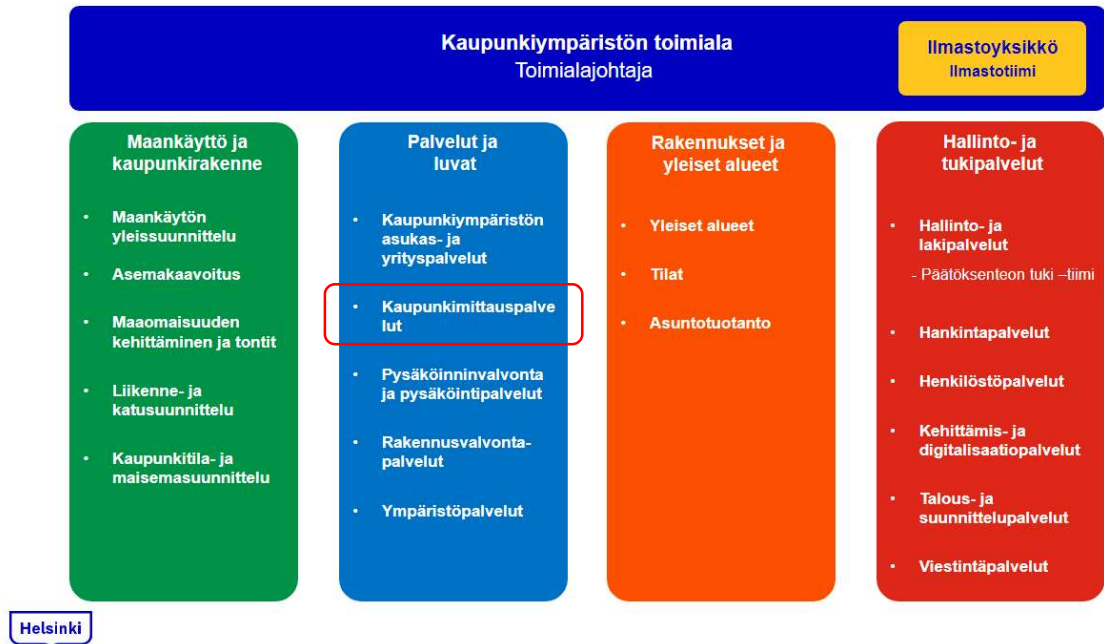 Kaupunkiympäristön toimiala
Toimialajohtaja
Ilmastoyksikkö
Ilmastotiimi
Maankäyttö ja
kaupunkirakenne
• Maankäytön
yleissuunnittelu
• Asemakaavoitus
• Maaomaisuuden
kehittäminen ja tontit
• Liikenne- ja
katusuunnittelu
• Kaupunkitila- ja
maisemasuunnittelu
Palvelut ja
luvat
• Kaupunkiympäristön
asukas- ja
yrityspalvelut
• Kaupunkimittauspalve
lut
• Pysäköinninvalvonta
ja pysäköintipalvelut
• Rakennusvalvonta-
palvelut
• Ympäristöpalvelut
Rakennukset ja
yleiset alueet
• Yleiset alueet
• Tilat
• Asuntotuotanto
Hallinto- ja
tukipalvelut
• Hallinto- ja
lakipalvelut
- Päätöksenteon tuki –tiimi
• Hankintapalvelut
• Henkilöstöpalvelut
• Kehittämis- ja
digitalisaatiopalvelut
• Talous- ja
suunnittelupalvelut
• Viestintäpalvelut
Helsinki